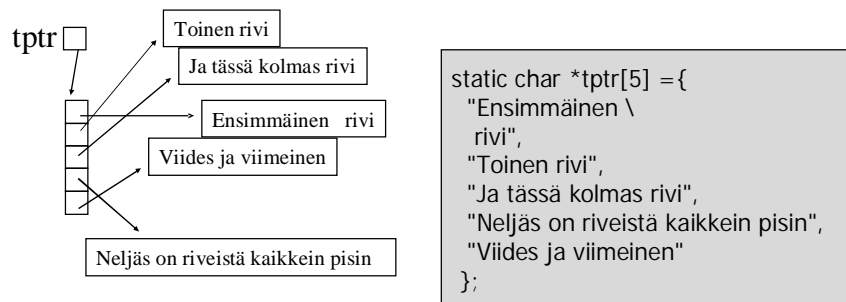 tptr
Toinen rivi
Ja tässä kolmas rivi
Ensimmäinen rivi
Viides ja viimeinen
Neljäs on riveistä kaikkein pisin
static char *tptr[5] ={
"Ensimmäinen \
rivi",
"Toinen rivi",
"Ja tässä kolmas rivi",
"Neljäs on riveistä kaikkein pisin",
"Viides ja viimeinen"
};